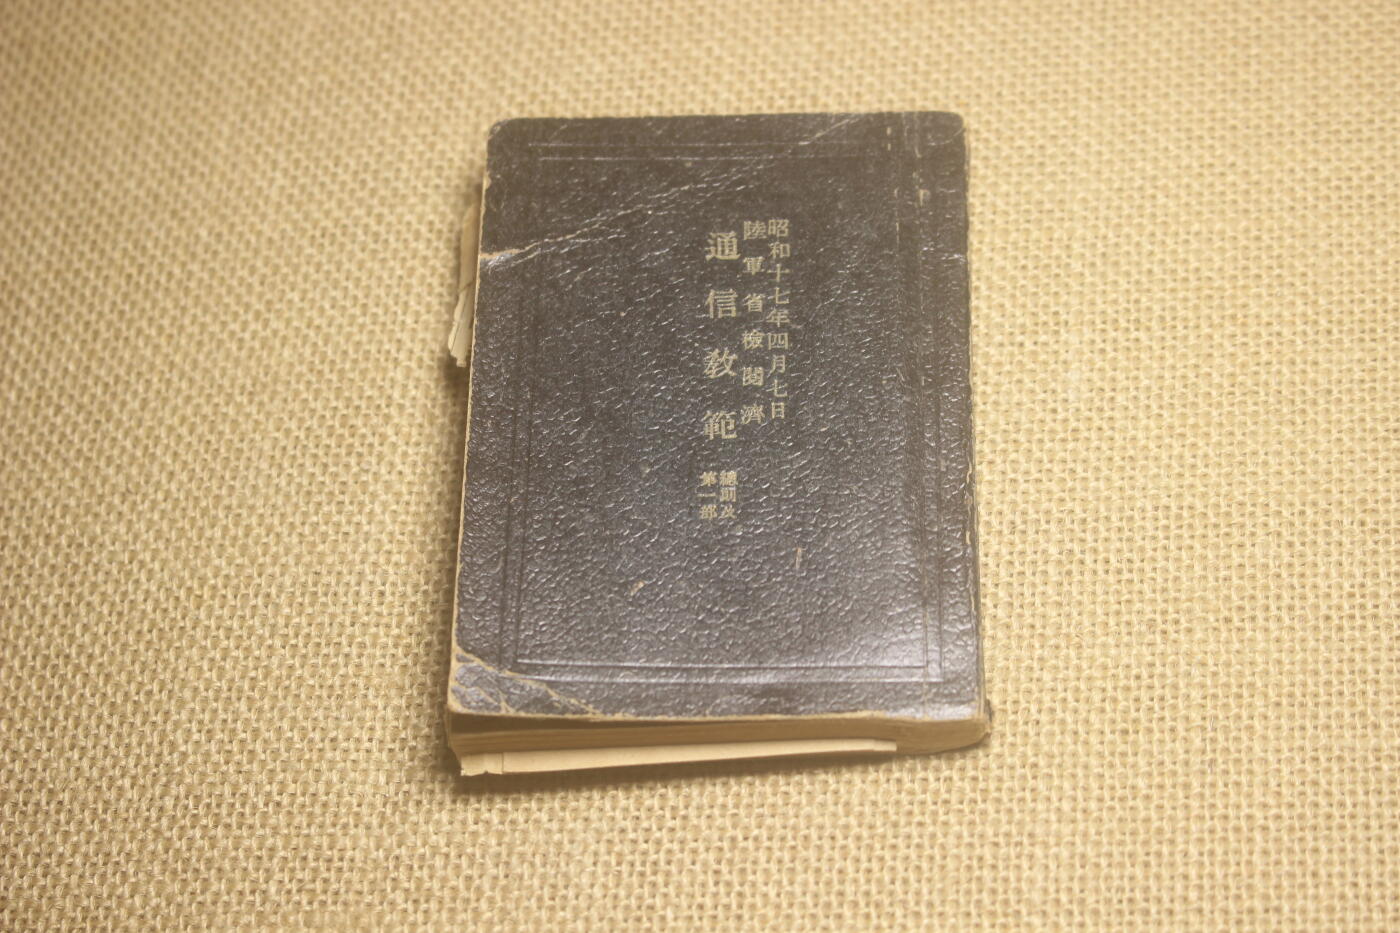 昭和十七年四月七日
陸軍省檢閲濟
通信敎範
總則及
第一部